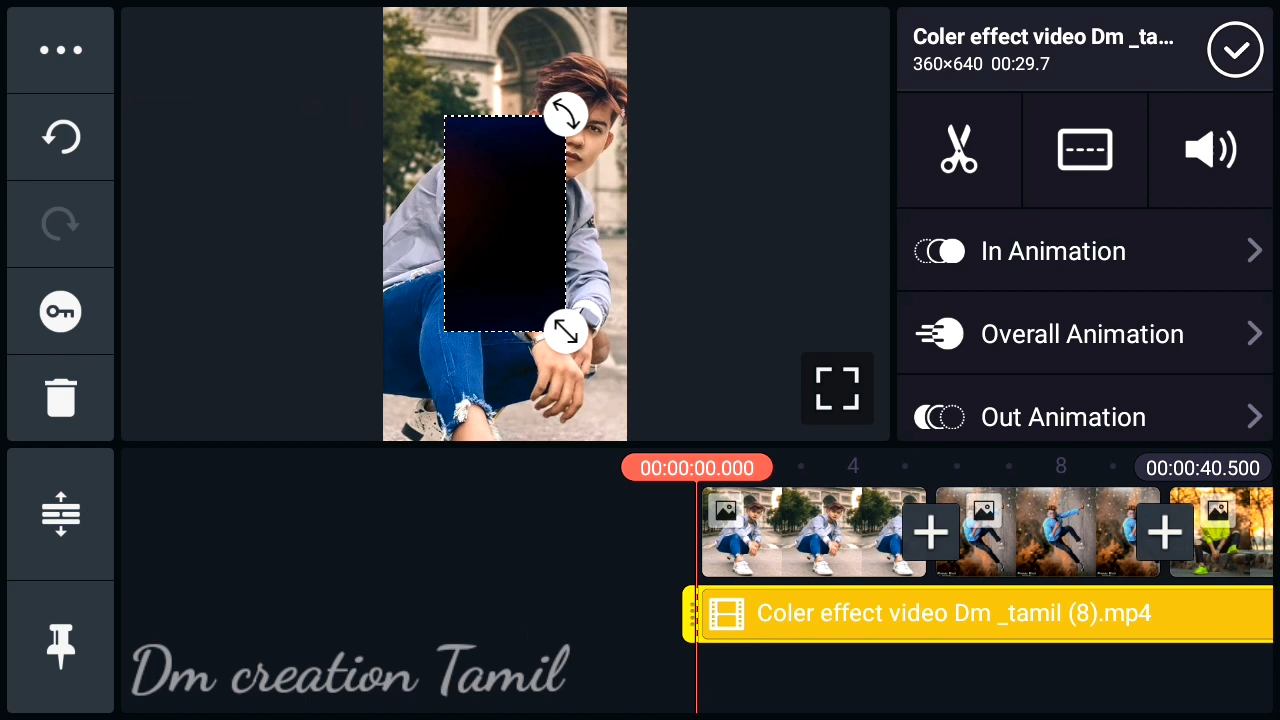 Coler effect video Dm _ta...
360×640 00:29.7
In Animation
Overall Animation
Out Animation
00:00:00.000
4
8
00:00:40.500
Coler effect video Dm _tamil (8).mp4
Dm creation Tamil